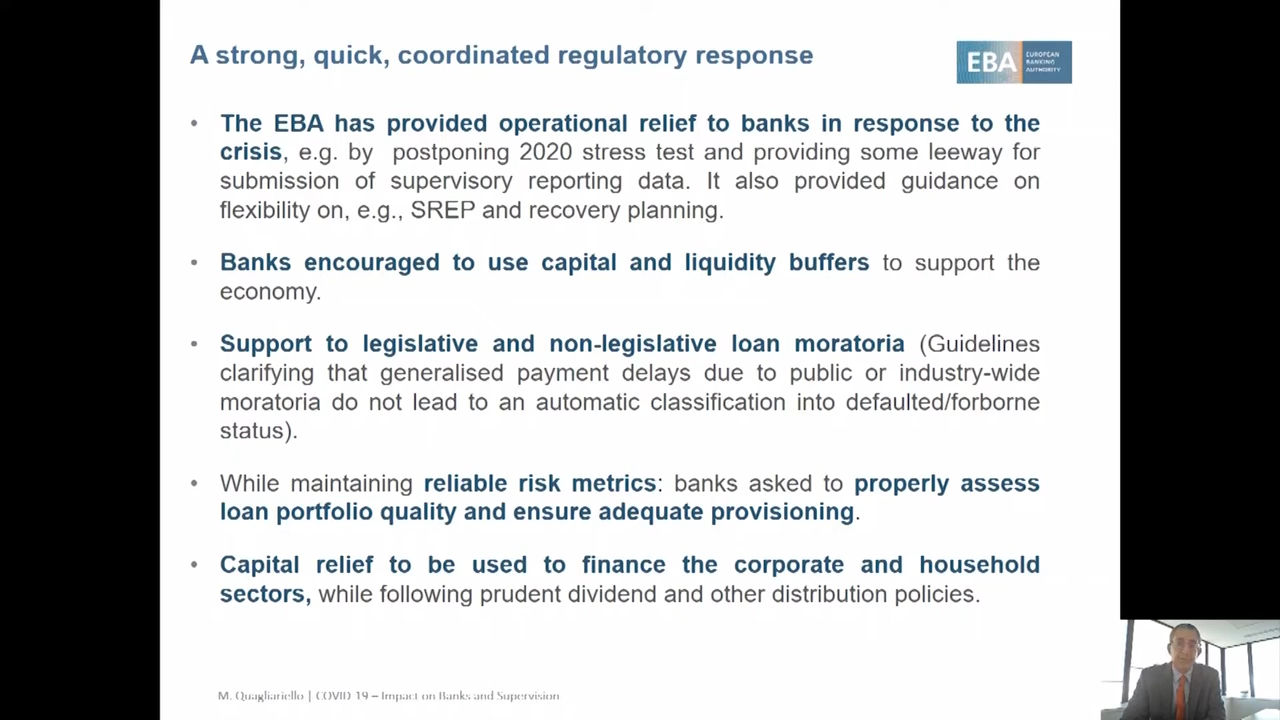 A strong, quick, coordinated regulatory response
EBA EUROPEAN
BANKING
AUTHORITY
• The EBA has provided operational relief to banks in response to the
crisis, e.g. by postponing 2020 stress test and providing some leeway for
submission of supervisory reporting data. It also provided guidance on
flexibility on, e.g., SREP and recovery planning.
• Banks encouraged to use capital and liquidity buffers to support the
economy.
• Support to legislative and non-legislative loan moratoria (Guidelines
clarifying that generalised payment delays due to public or industry-wide
moratoria do not lead to an automatic classification into defaulted/forborne
status).
• While maintaining reliable risk metrics: banks asked to properly assess
loan portfolio quality and ensure adequate provisioning.
• Capital relief to be used to finance the corporate and household
sectors, while following prudent dividend and other distribution policies.
M. Quagliariello | COVID 19 – Impact on Banks and Supervision